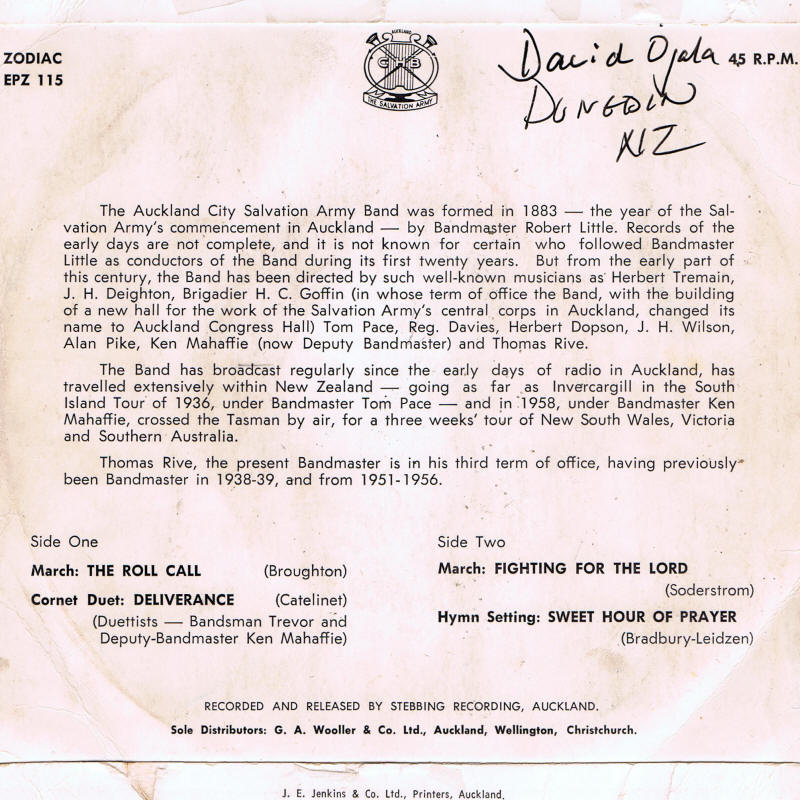 ZODIAC
EPZ 115
AUCKLAND
CHB
THE SALVATION ARMY
David Ojala
DUNEDIN
NZ
45 R.P.M.
The Auckland City Salvation Army Band was formed in 1883 — the year of the Sal-
vation Army's commencement in Auckland — by Bandmaster Robert Little. Records of the
early days are not complete, and it is not known for certain who followed Bandmaster
Little as conductors of the Band during its first twenty years. But from the early part of
this century, the Band has been directed by such well-known musicians as Herbert Tremain,
J. H. Deighton, Brigadier H. C. Goffin (in whose term of office the Band, with the building
of a new hall for the work of the Salvation Army's central corps in Auckland, changed its
name to Auckland Congress Hall) Tom Pace, Reg. Davies, Herbert Dopson, J. H. Wilson,
Alan Pike, Ken Mahaffie (now Deputy Bandmaster) and Thomas Rive.
The Band has broadcast regularly since the early days of radio in Auckland, has
travelled extensively within New Zealand — going as far as Invercargill in the South
Island Tour of 1936, under Bandmaster Tom Pace — and in 1958, under Bandmaster Ken
Mahaffie, crossed the Tasman by air, for a three weeks' tour of New South Wales, Victoria
and Southern Australia.
Thomas Rive, the present Bandmaster is in his third term of office, having previously
been Bandmaster in 1938-39, and from 1951-1956.
Side One
March: THE ROLL CALL (Broughton)
Cornet Duet: DELIVERANCE (Catelinet)
(Duettists — Bandsman Trevor and
Deputy-Bandmaster Ken Mahaffie)
Side Two
March: FIGHTING FOR THE LORD
(Soderstrom)
Hymn Setting: SWEET HOUR OF PRAYER
(Bradbury-Leidzen)
RECORDED AND RELEASED BY STEBBING RECORDING, AUCKLAND.
Sole Distributors: G. A. Wooller & Co. Ltd., Auckland, Wellington, Christchurch.
J. E. Jenkins & Co. Ltd., Printers, Auckland.